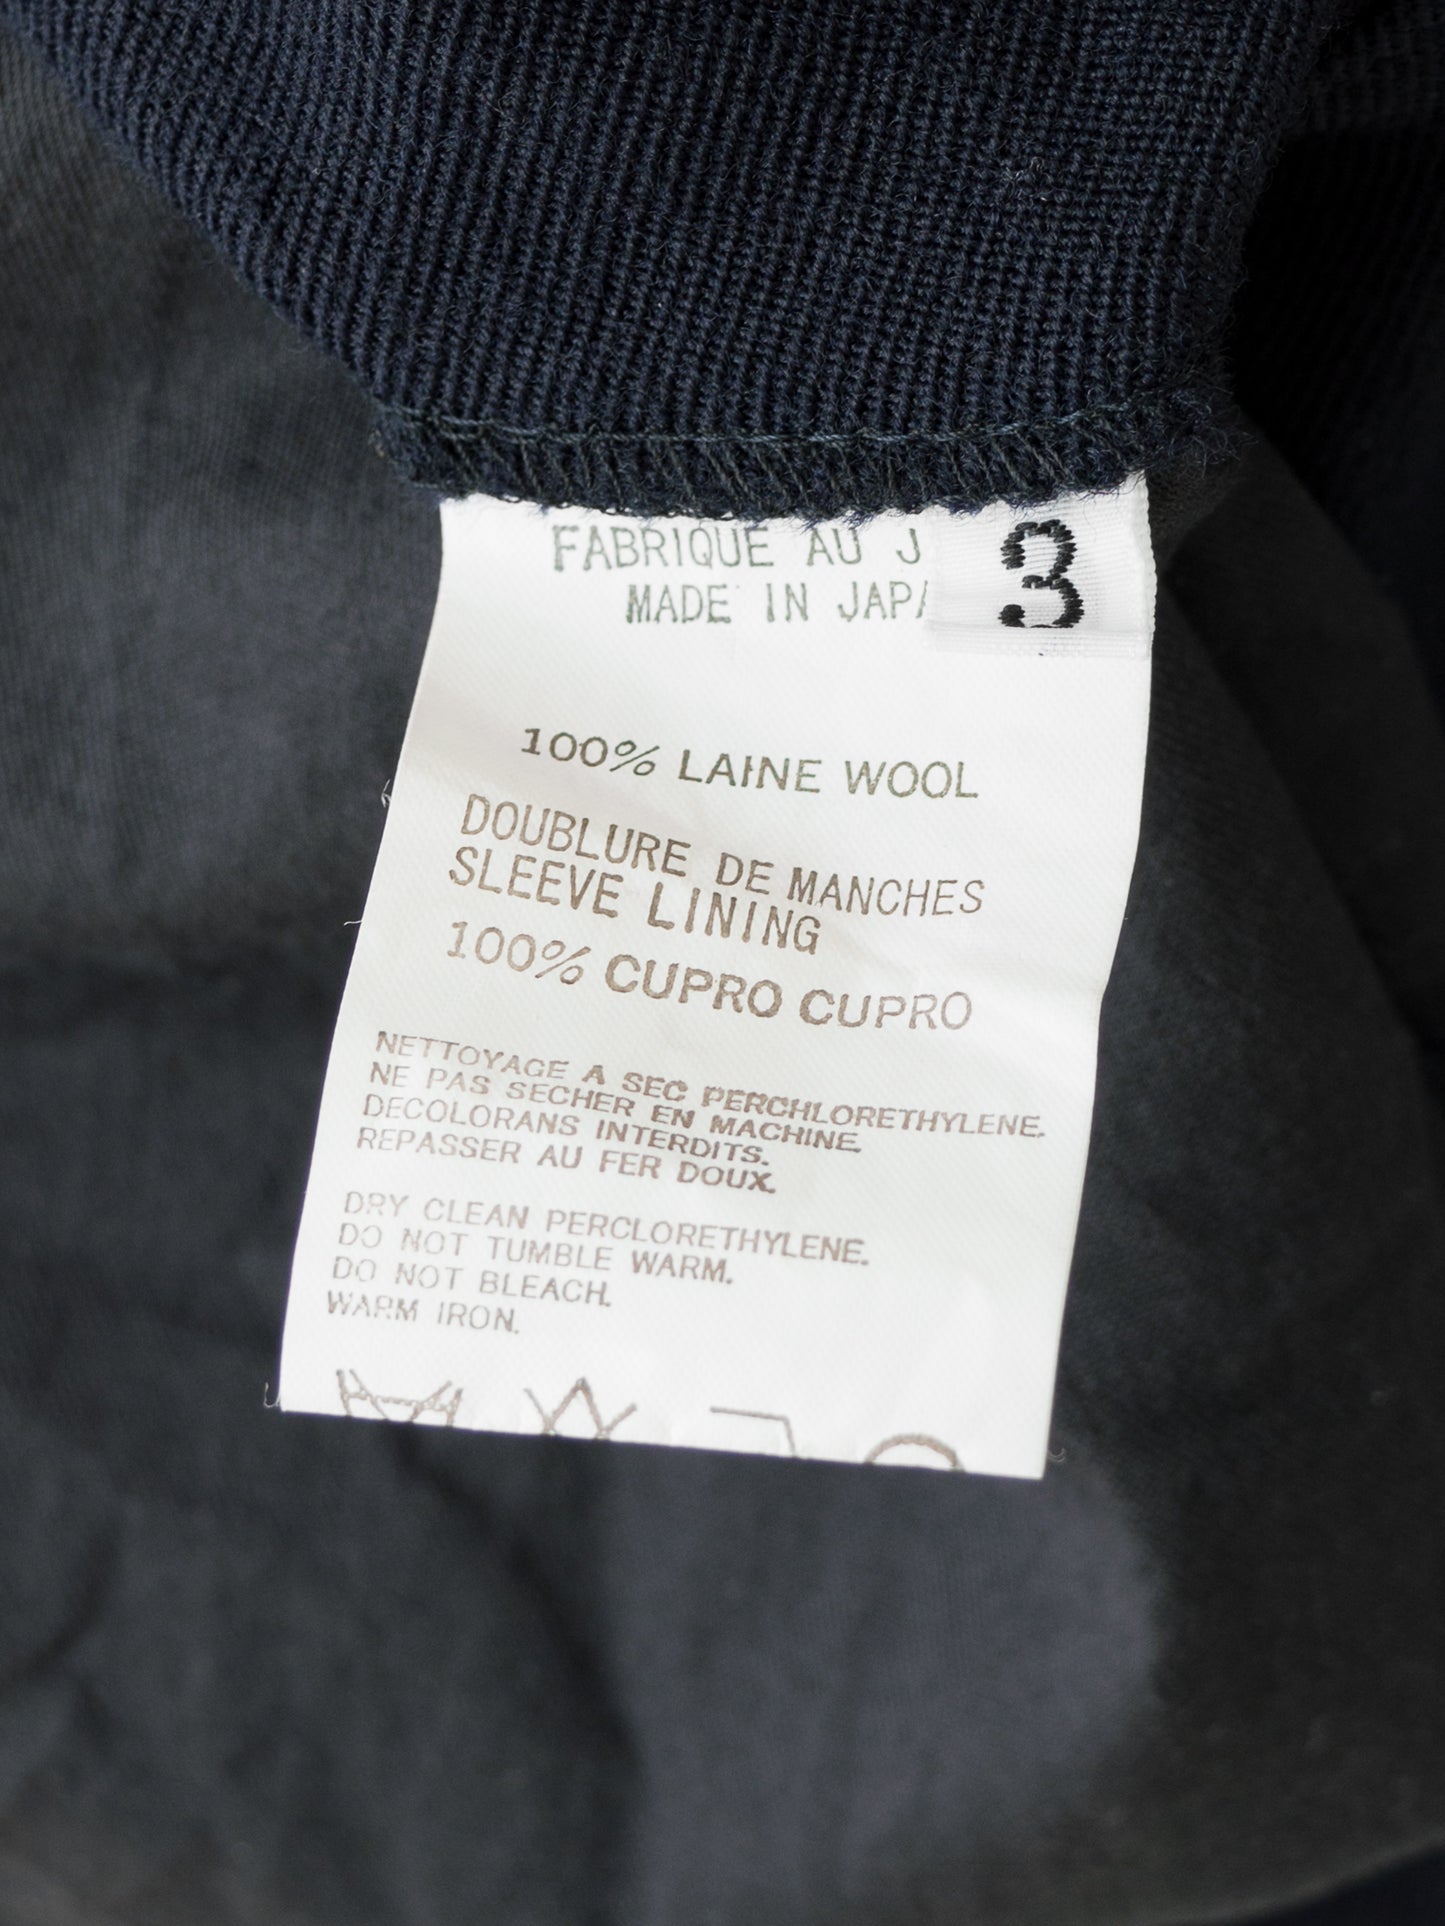 FABRIQUE AU J
3
MADE IN JAPA
100% LAINE WOOL
DOUBLURE DE MANCHES
SLEEVE LINING
100% CUPRO CUPRO
NETTOYAGE A SEC PERCHLORETHYLENE.
NE PAS SECHER EN MACHINE.
DECOLORANS INTERDITS.
REPASSER AU FER DOUX.
DRY CLEAN PERCLORETHYLENE.
DO NOT TUMBLE WARM.
DO NOT BLEACH.
WARM IRON.